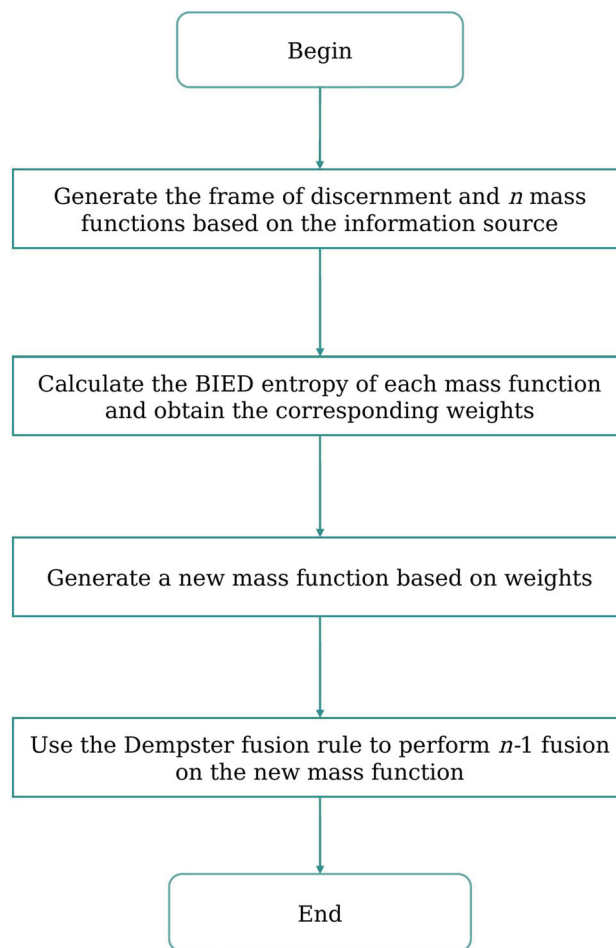 Begin
Generate the frame of discernment and n mass
functions based on the information source
Calculate the BIED entropy of each mass function
and obtain the corresponding weights
Generate a new mass function based on weights
Use the Dempster fusion rule to perform n-1 fusion
on the new mass function
End